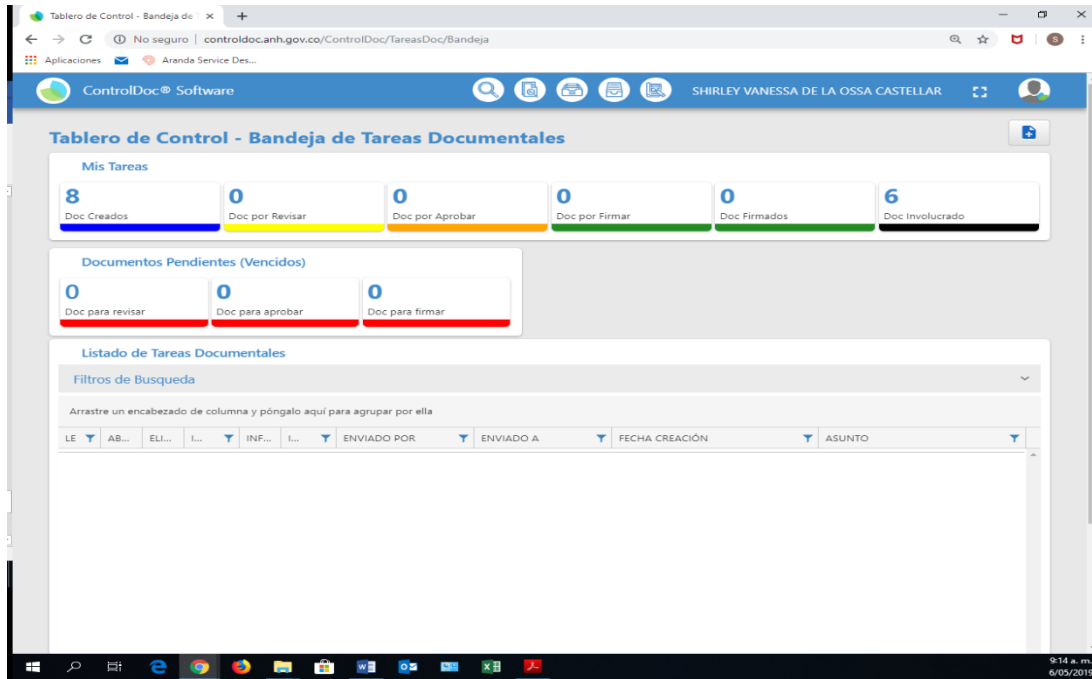 Tablero de Control - Bandeja de T
No seguro | controldoc.anh.gov.co/ControlDoc/TareasDoc/Bandeja
S
Aplicaciones
Aranda Service Des...
ControlDoc® Software
SHIRLEY VANESSA DE LA OSSA CASTELLAR
Tablero de Control - Bandeja de Tareas Documentales
Mis Tareas
8 0 0 0 0 6
Doc Creados Doc por Revisar Doc por Aprobar Doc por Firmar Doc Firmados Doc Involucrado
Documentos Pendientes (Vencidos)
0 0 0
Doc para revisar Doc para aprobar Doc para firmar
Listado de Tareas Documentales
Filtros de Busqueda
Arrastre un encabezado de columna y póngalo aquí para agrupar por ella
LE AB... ELI... I... INF... I... ENVIADO POR ENVIADO A FECHA CREACIÓN ASUNTO
9:14 a. m.
6/05/2019